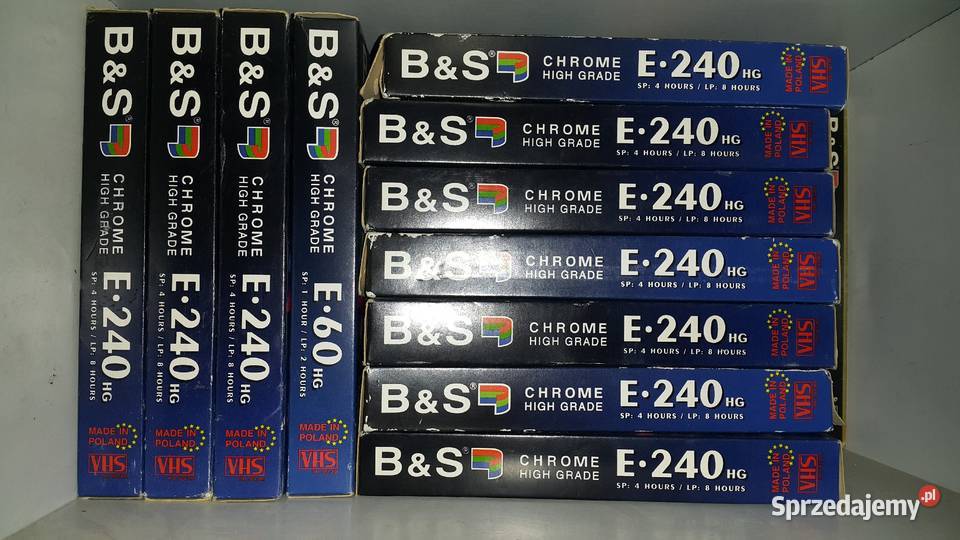 B&S® CHROME HIGH GRADE E·240 HG
SP: 4 HOURS / LP: 8 HOURS
MADE IN POLAND
VHS
B&S® CHROME HIGH GRADE E·240 HG
SP: 4 HOURS / LP: 8 HOURS
MADE IN POLAND
VHS
B&S® CHROME HIGH GRADE E·240 HG
SP: 4 HOURS / LP: 8 HOURS
MADE IN POLAND
VHS
B&S® CHROME HIGH GRADE E·60 HG
SP: 1 HOUR / LP: 2 HOURS
MADE IN POLAND
VHS
B&S® CHROME HIGH GRADE E·240 HG
SP: 4 HOURS / LP: 8 HOURS
MADE IN POLAND
VHS
B&S® CHROME HIGH GRADE E·240 HG
SP: 4 HOURS / LP: 8 HOURS
MADE IN POLAND
VHS
B&S
B&S® CHROME HIGH GRADE E·240 HG
SP: 4 HOURS / LP: 8 HOURS
MADE IN POLAND
VHS
B&S® CHROME HIGH GRADE E·240 HG
SP: 4 HOURS / LP: 8 HOURS
MADE IN POLAND
VHS
B&S® CHROME HIGH GRADE E·240 HG
SP: 4 HOURS / LP: 8 HOURS
MADE IN POLAND
VHS
B&S® CHROME HIGH GRADE E·240 HG
SP: 4 HOURS / LP: 8 HOURS
MADE IN POLAND
VHS
B&S® CHROME HIGH GRADE E·240 HG
SP: 4 HOURS / LP: 8 HOURS
MADE IN POLAND
VHS
Sprzedajemy.pl